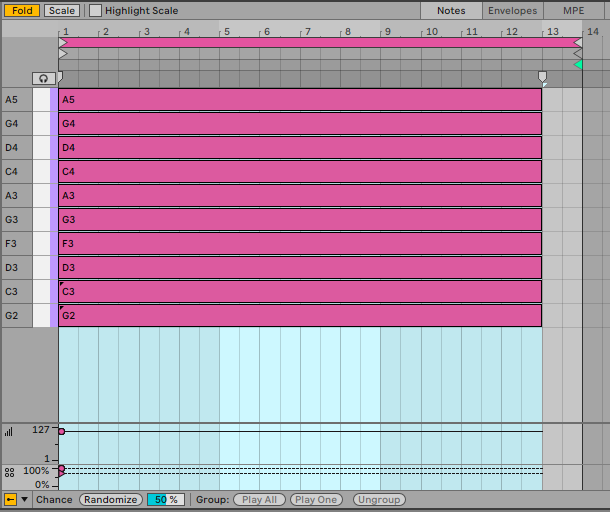 Fold Scale Highlight Scale Notes Envelopes MPE
1 2 3 4 5 6 7 8 9 10 11 12 13 14
A5 A5
G4 G4
D4 D4
C4 C4
A3 A3
G3 G3
F3 F3
D3 D3
C3 C3
G2 G2
127
1
100%
0%
Chance Randomize 50 % Group: Play All Play One Ungroup